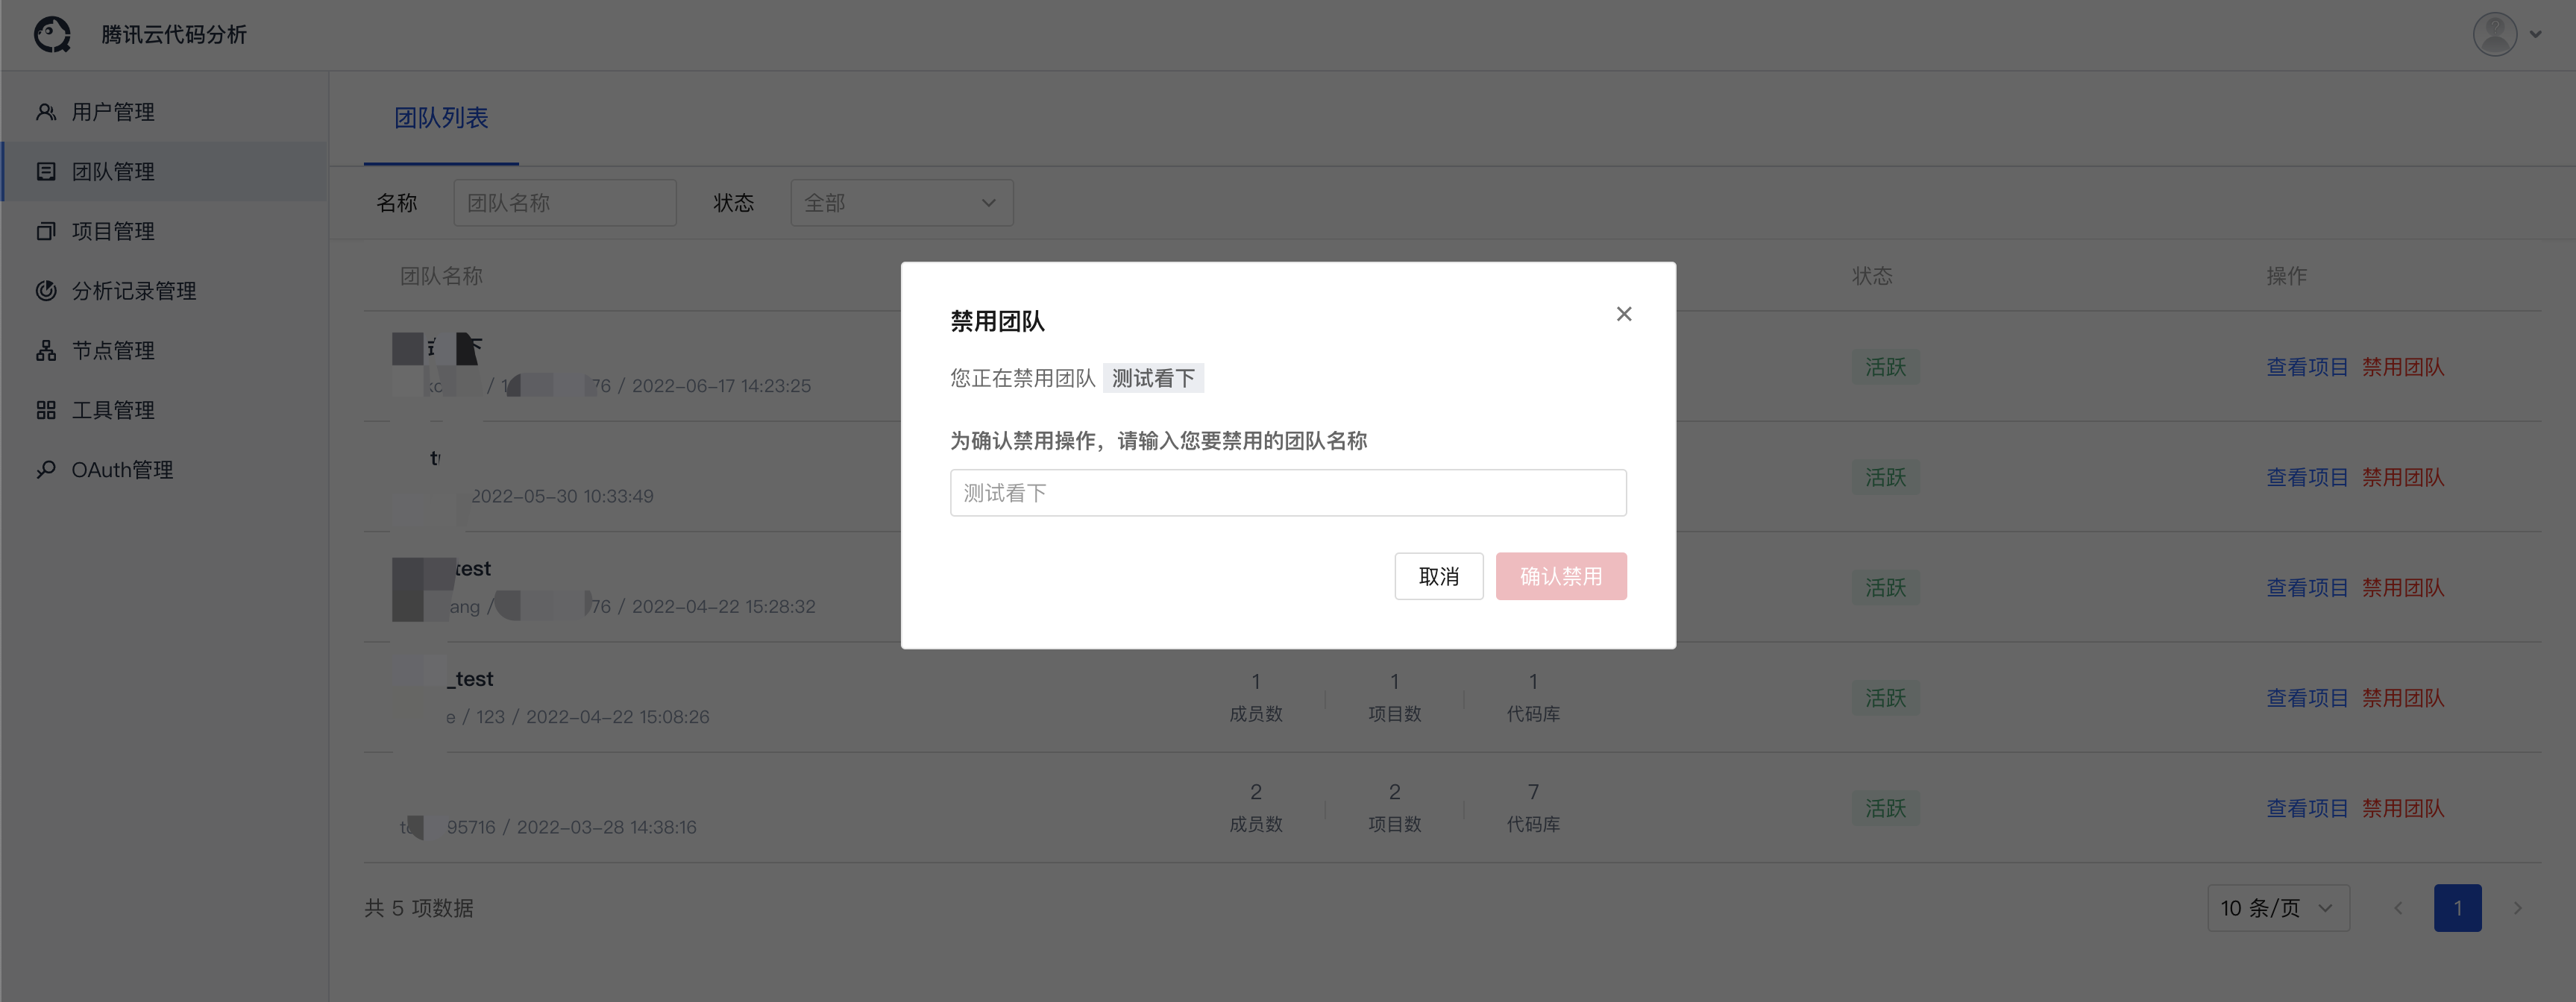 腾讯云代码分析
用户管理
团队管理
项目管理
分析记录管理
节点管理
工具管理
OAuth管理
团队列表
名称 团队名称 状态 全部
团队名称 状态 操作
/ 2022-06-17 14:23:25
活跃 查看项目 禁用团队
2022-05-30 10:33:49
活跃 查看项目 禁用团队
test
ang / 76 / 2022-04-22 15:28:32
活跃 查看项目 禁用团队
_test
e / 123 / 2022-04-22 15:08:26
1 1 1
成员数 项目数 代码库
活跃 查看项目 禁用团队
95716 / 2022-03-28 14:38:16
2 2 7
成员数 项目数 代码库
活跃 查看项目 禁用团队
共 5 项数据
10 条/页 1
禁用团队
您正在禁用团队 测试看下
为确认禁用操作，请输入您要禁用的团队名称
测试看下
取消 确认禁用